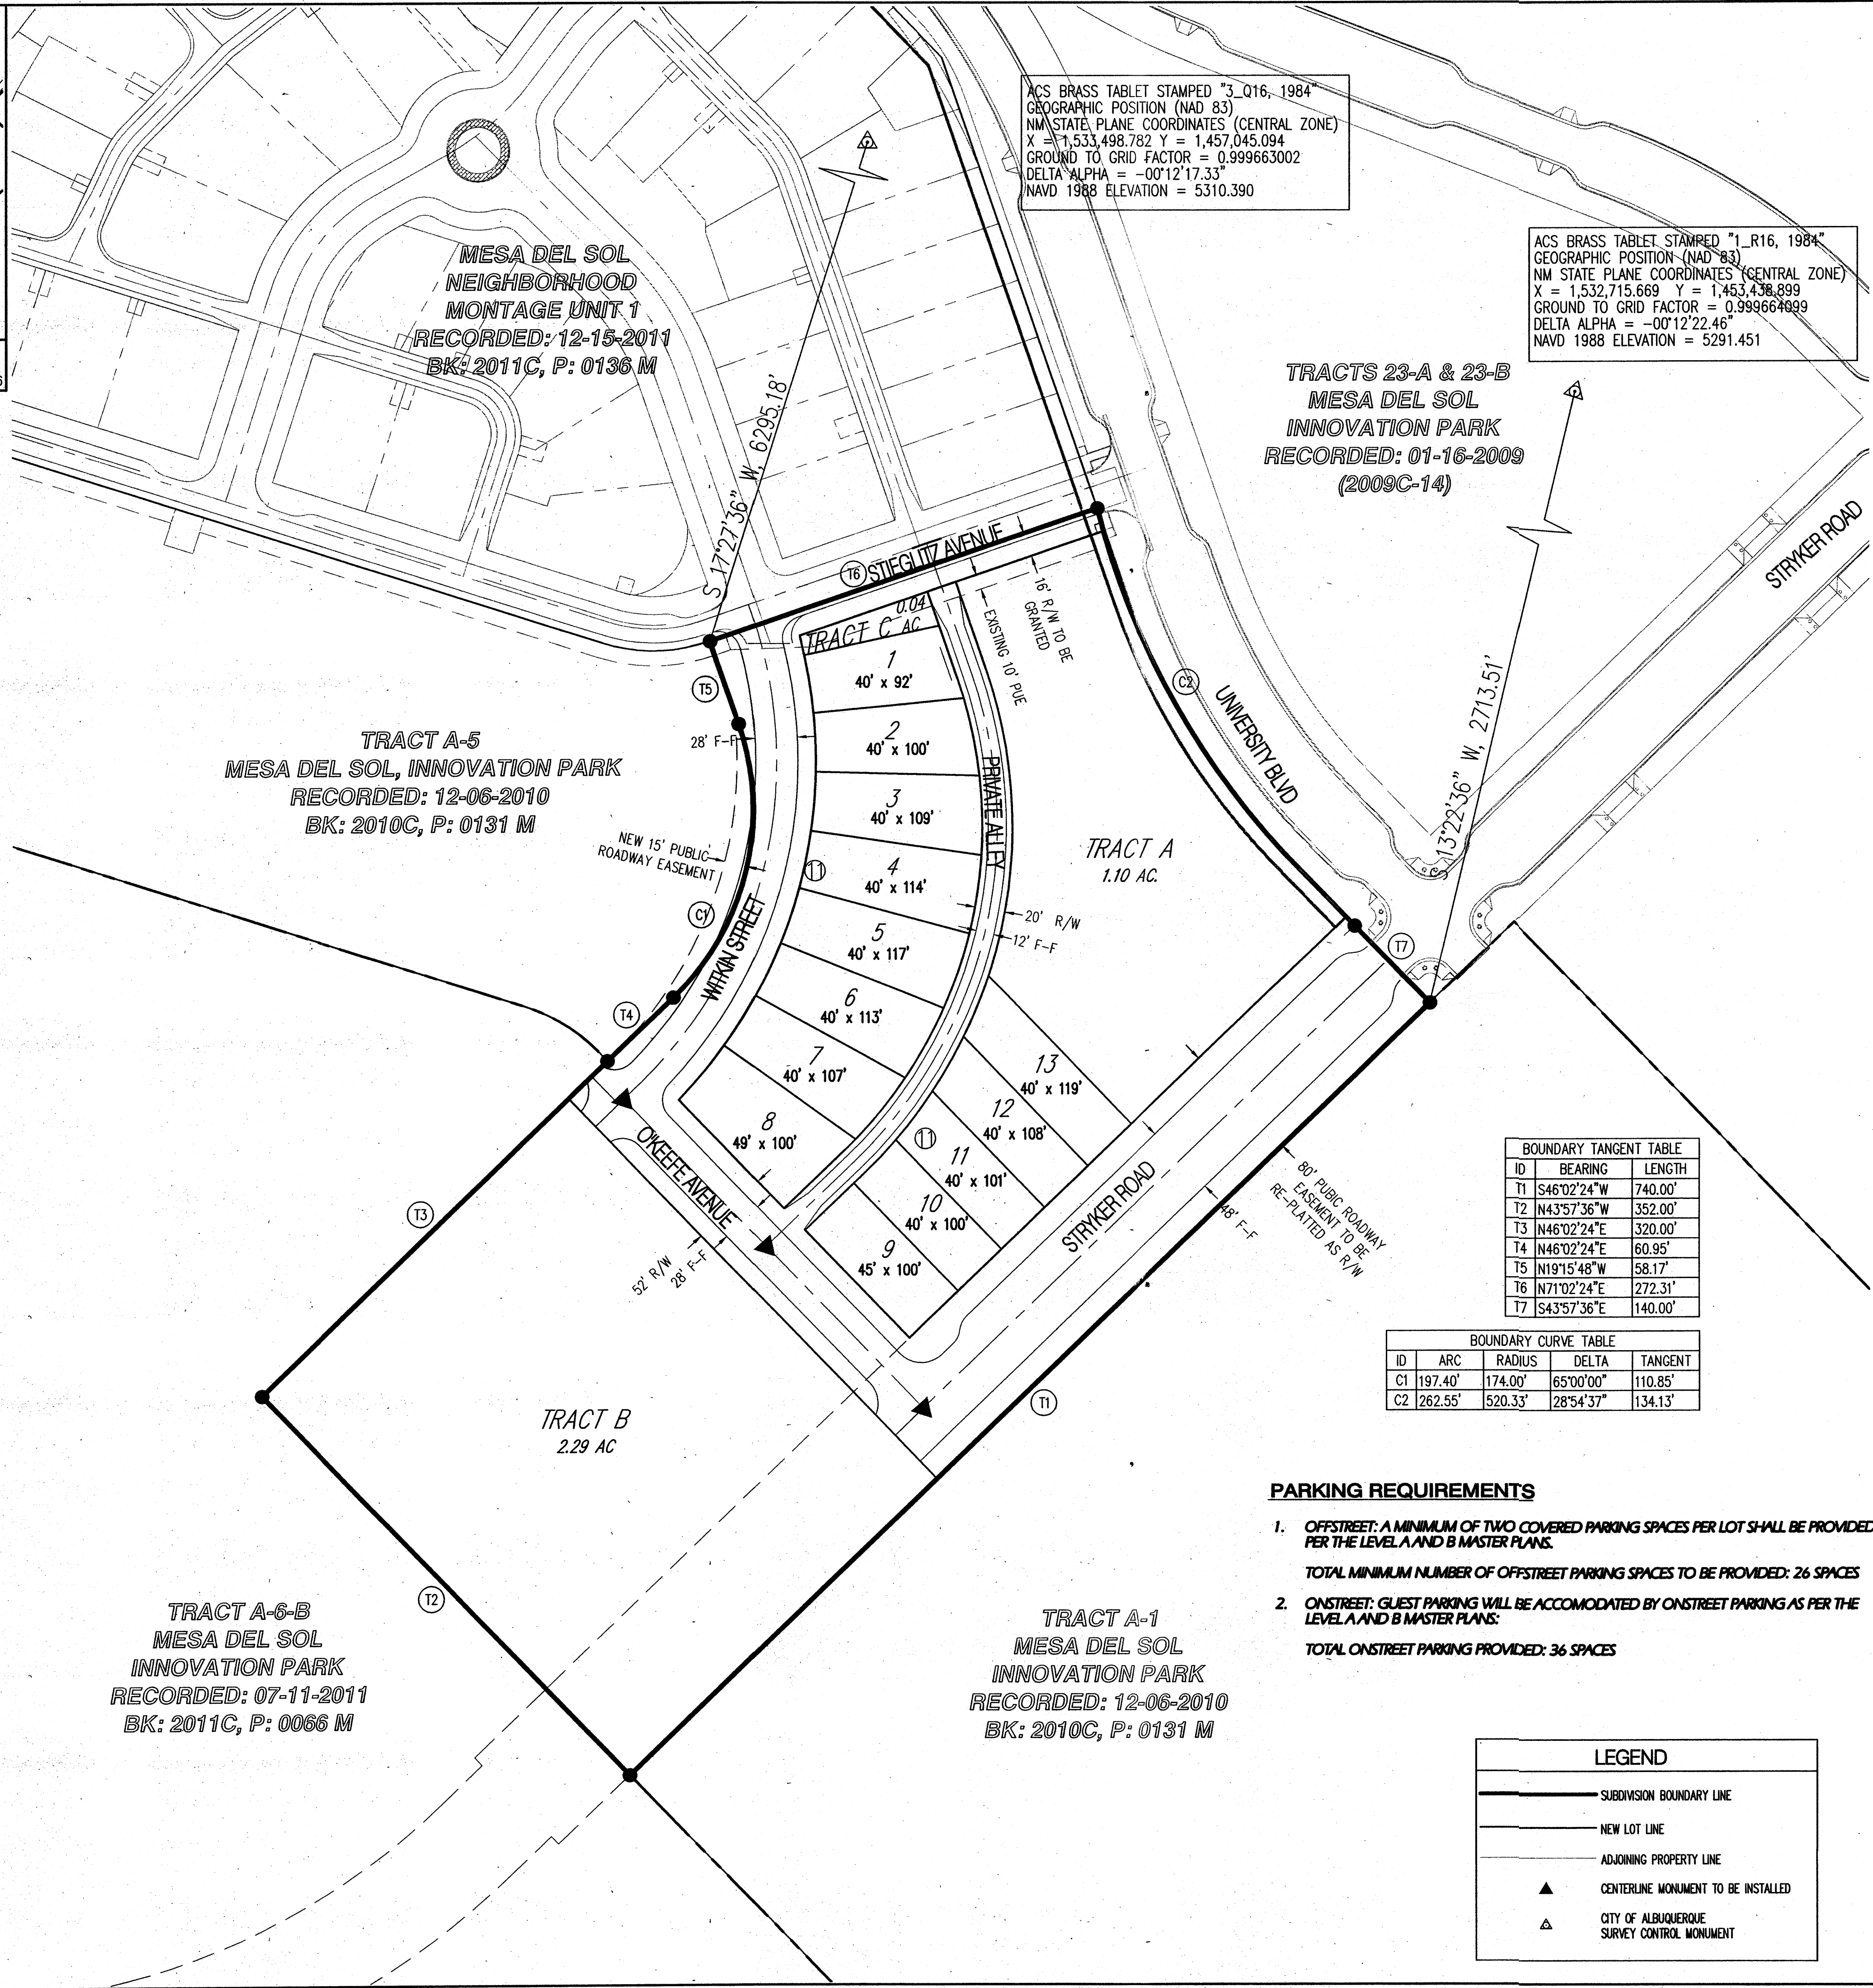 ACS BRASS TABLET STAMPED "3_Q16, 1984"
GEOGRAPHIC POSITION (NAD 83)
NM STATE PLANE COORDINATES (CENTRAL ZONE)
X = 1,533,498.782 Y = 1,457,045.094
GROUND TO GRID FACTOR = 0.999663002
DELTA ALPHA = -00°12'17.33"
NAVD 1988 ELEVATION = 5310.390
ACS BRASS TABLET STAMPED "1_R16, 1984"
GEOGRAPHIC POSITION (NAD 83)
NM STATE PLANE COORDINATES (CENTRAL ZONE)
X = 1,532,715.669 Y = 1,453,438.899
GROUND TO GRID FACTOR = 0.999664099
DELTA ALPHA = -00°12'22.46"
NAVD 1988 ELEVATION = 5291.451
MESA DEL SOL
NEIGHBORHOOD
MONTAGE UNIT 1
RECORDED: 12-15-2011
BK: 2011C, P: 0136 M
TRACTS 23-A & 23-B
MESA DEL SOL
INNOVATION PARK
RECORDED: 01-16-2009
(2009C-14)
S 17°27'36" W, 6295.18'
STRYKER ROAD
T6
STIEGLITZ AVENUE
16' R/W TO BE
GRANTED
EXISTING 10' PUE
0.04
TRACT C AC
1
40' x 92'
T5
C2
UNIVERSITY BLVD
S 13°22'36" W, 2713.51'
28' F-F
2
40' x 100'
PRIVATE ALLEY
TRACT A-5
MESA DEL SOL, INNOVATION PARK
RECORDED: 12-06-2010
BK: 2010C, P: 0131 M
3
40' x 109'
NEW 15' PUBLIC
ROADWAY EASEMENT
TRACT A
1.10 AC.
11
4
40' x 114'
C1
WITKIN STREET
20' R/W
12' F-F
5
40' x 117'
T7
6
40' x 113'
T4
7
40' x 107'
13
40' x 119'
8
49' x 100'
12
40' x 108'
11
O'KEEFE AVENUE
11
40' x 101'
10
40' x 100'
9
45' x 100'
STRYKER ROAD
80' PUBIC ROADWAY
EASEMENT TO BE
RE-PLATTED AS R/W
48' F-F
T3
52' R/W
28' F-F
BOUNDARY TANGENT TABLE
ID BEARING LENGTH
T1 S46°02'24"W 740.00'
T2 N43°57'36"W 352.00'
T3 N46°02'24"E 320.00'
T4 N46°02'24"E 60.95'
T5 N19°15'48"W 58.17'
T6 N71°02'24"E 272.31'
T7 S43°57'36"E 140.00'
BOUNDARY CURVE TABLE
ID ARC RADIUS DELTA TANGENT
C1 197.40' 174.00' 65°00'00" 110.85'
C2 262.55' 520.33' 28°54'37" 134.13'
T1
TRACT B
2.29 AC
T2
PARKING REQUIREMENTS
1. OFFSTREET: A MINIMUM OF TWO COVERED PARKING SPACES PER LOT SHALL BE PROVIDED
PER THE LEVEL A AND B MASTER PLANS.
TOTAL MINIMUM NUMBER OF OFFSTREET PARKING SPACES TO BE PROVIDED: 26 SPACES
2. ONSTREET: GUEST PARKING WILL BE ACCOMODATED BY ONSTREET PARKING AS PER THE
LEVEL A AND B MASTER PLANS:
TOTAL ONSTREET PARKING PROVIDED: 36 SPACES
TRACT A-6-B
MESA DEL SOL
INNOVATION PARK
RECORDED: 07-11-2011
BK: 2011C, P: 0066 M
TRACT A-1
MESA DEL SOL
INNOVATION PARK
RECORDED: 12-06-2010
BK: 2010C, P: 0131 M
LEGEND
SUBDIVISION BOUNDARY LINE
NEW LOT LINE
ADJOINING PROPERTY LINE
CENTERLINE MONUMENT TO BE INSTALLED
CITY OF ALBUQUERQUE
SURVEY CONTROL MONUMENT